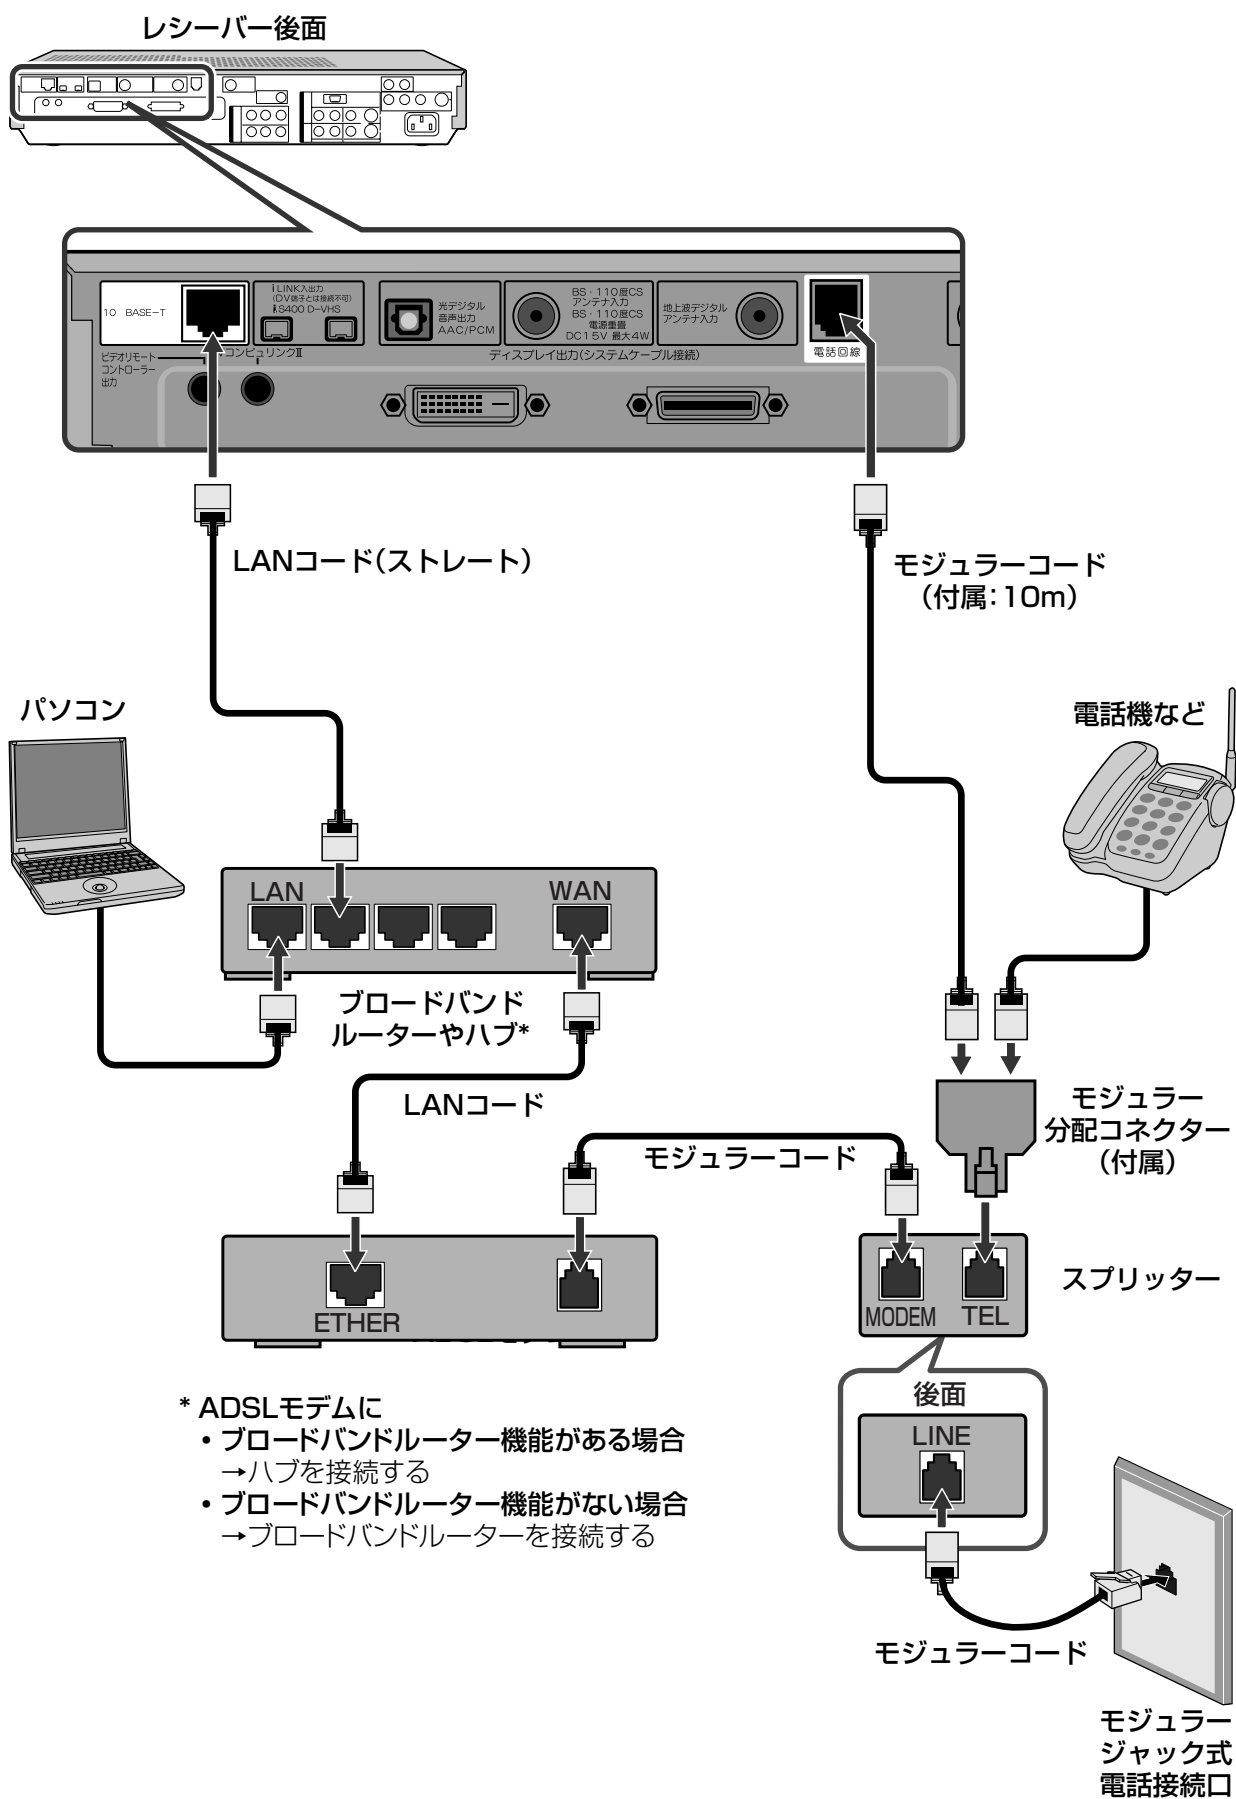 レシーバー後面
10 BASE-T
i LINK入出力
(DV端子とは接続不可)
S400 D-VHS
光デジタル
音声出力
AAC/PCM
BS・110度CS
アンテナ入力
BS・110度CS
電源重畳
DC15V 最大4W
地上波デジタル
アンテナ入力
電話回線
ビデオリモート
コントローラー
出力
コンピュリンクⅡ
ディスプレイ出力(システムケーブル接続)
LANコード(ストレート)
モジュラーコード
(付属:10m)
パソコン
電話機など
LAN
WAN
ブロードバンド
ルーターやハブ*
LANコード
モジュラーコード
モジュラー
分配コネクター
(付属)
ETHER
MODEM
TEL
スプリッター
後面
LINE
* ADSLモデムに
・ブロードバンドルーター機能がある場合
→ハブを接続する
・ブロードバンドルーター機能がない場合
→ブロードバンドルーターを接続する
モジュラーコード
モジュラー
ジャック式
電話接続口